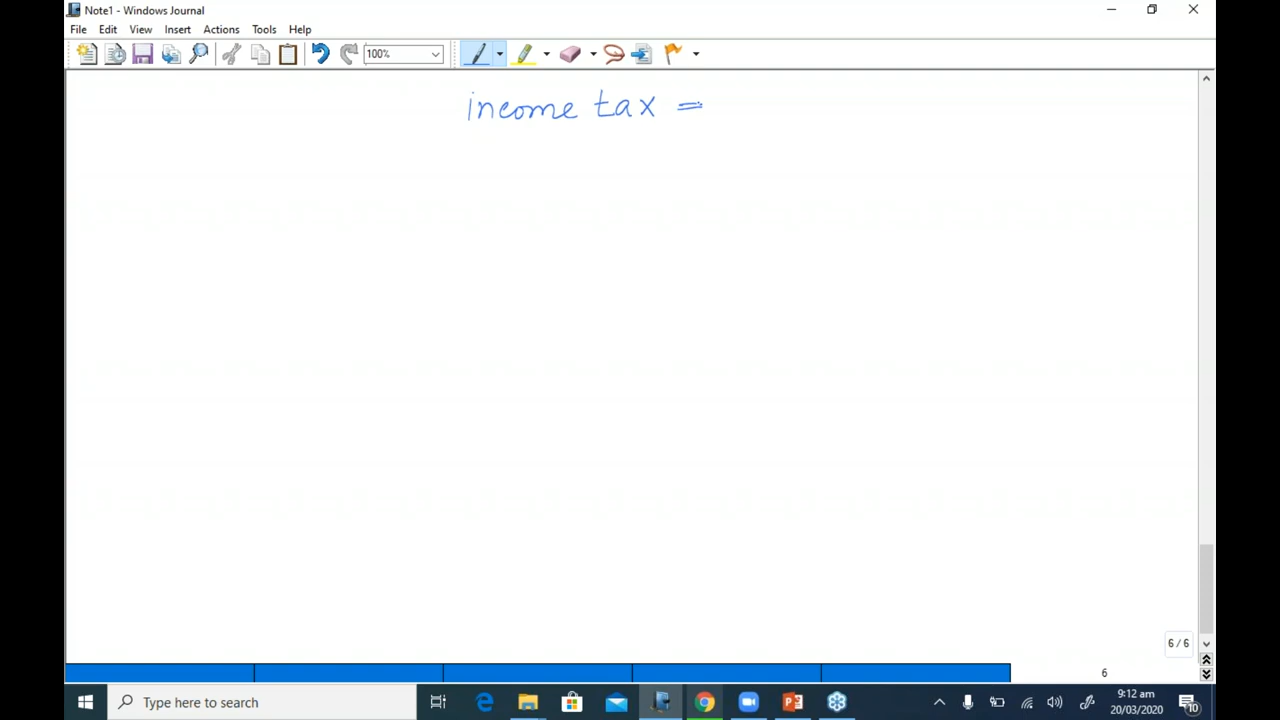 Note1 - Windows Journal
File Edit View Insert Actions Tools Help
100%
income tax =
6 / 6
6
Type here to search
9:12 am
20/03/2020
10